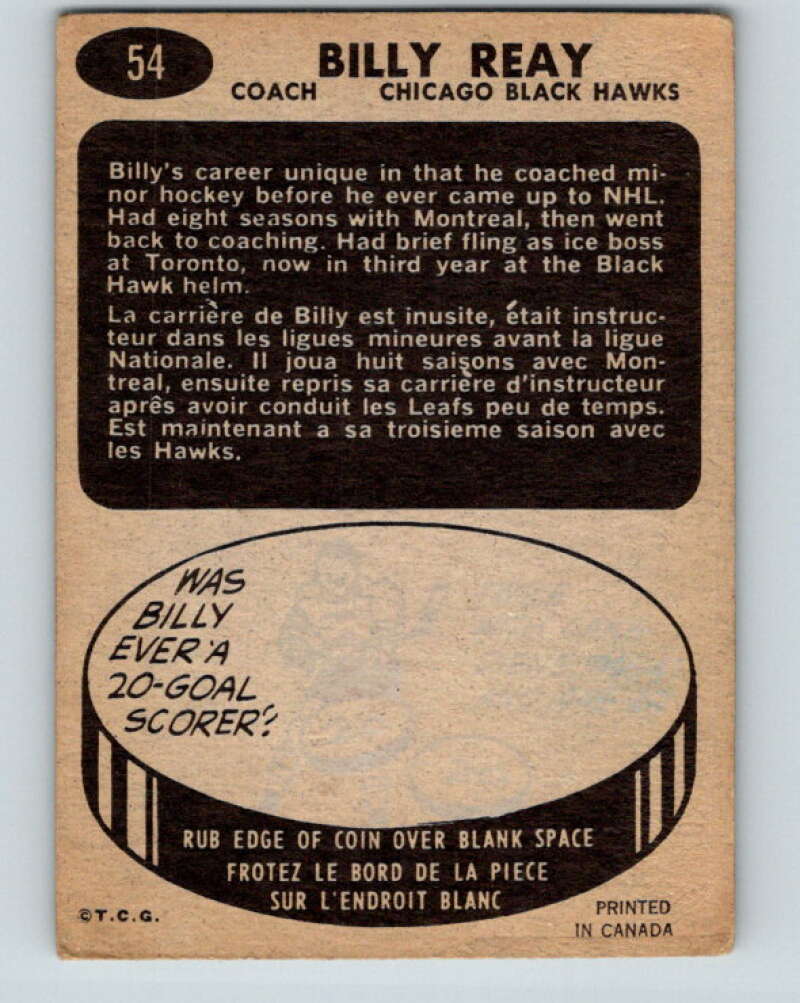 54
BILLY REAY
COACH CHICAGO BLACK HAWKS
Billy's career unique in that he coached mi-
nor hockey before he ever came up to NHL.
Had eight seasons with Montreal, then went
back to coaching. Had brief fling as ice boss
at Toronto, now in third year at the Black
Hawk helm.
La carrière de Billy est inusite, était instruc-
teur dans les ligues mineures avant la ligue
Nationale. Il joua huit saisons avec Mon-
treal, ensuite repris sa carrière d'instructeur
après avoir conduit les Leafs peu de temps.
Est maintenant a sa troisieme saison avec
les Hawks.
WAS
BILLY
EVER A
20-GOAL
SCORER?
RUB EDGE OF COIN OVER BLANK SPACE
FROTEZ LE BORD DE LA PIECE
SUR L'ENDROIT BLANC
©T.C.G.
PRINTED
IN CANADA